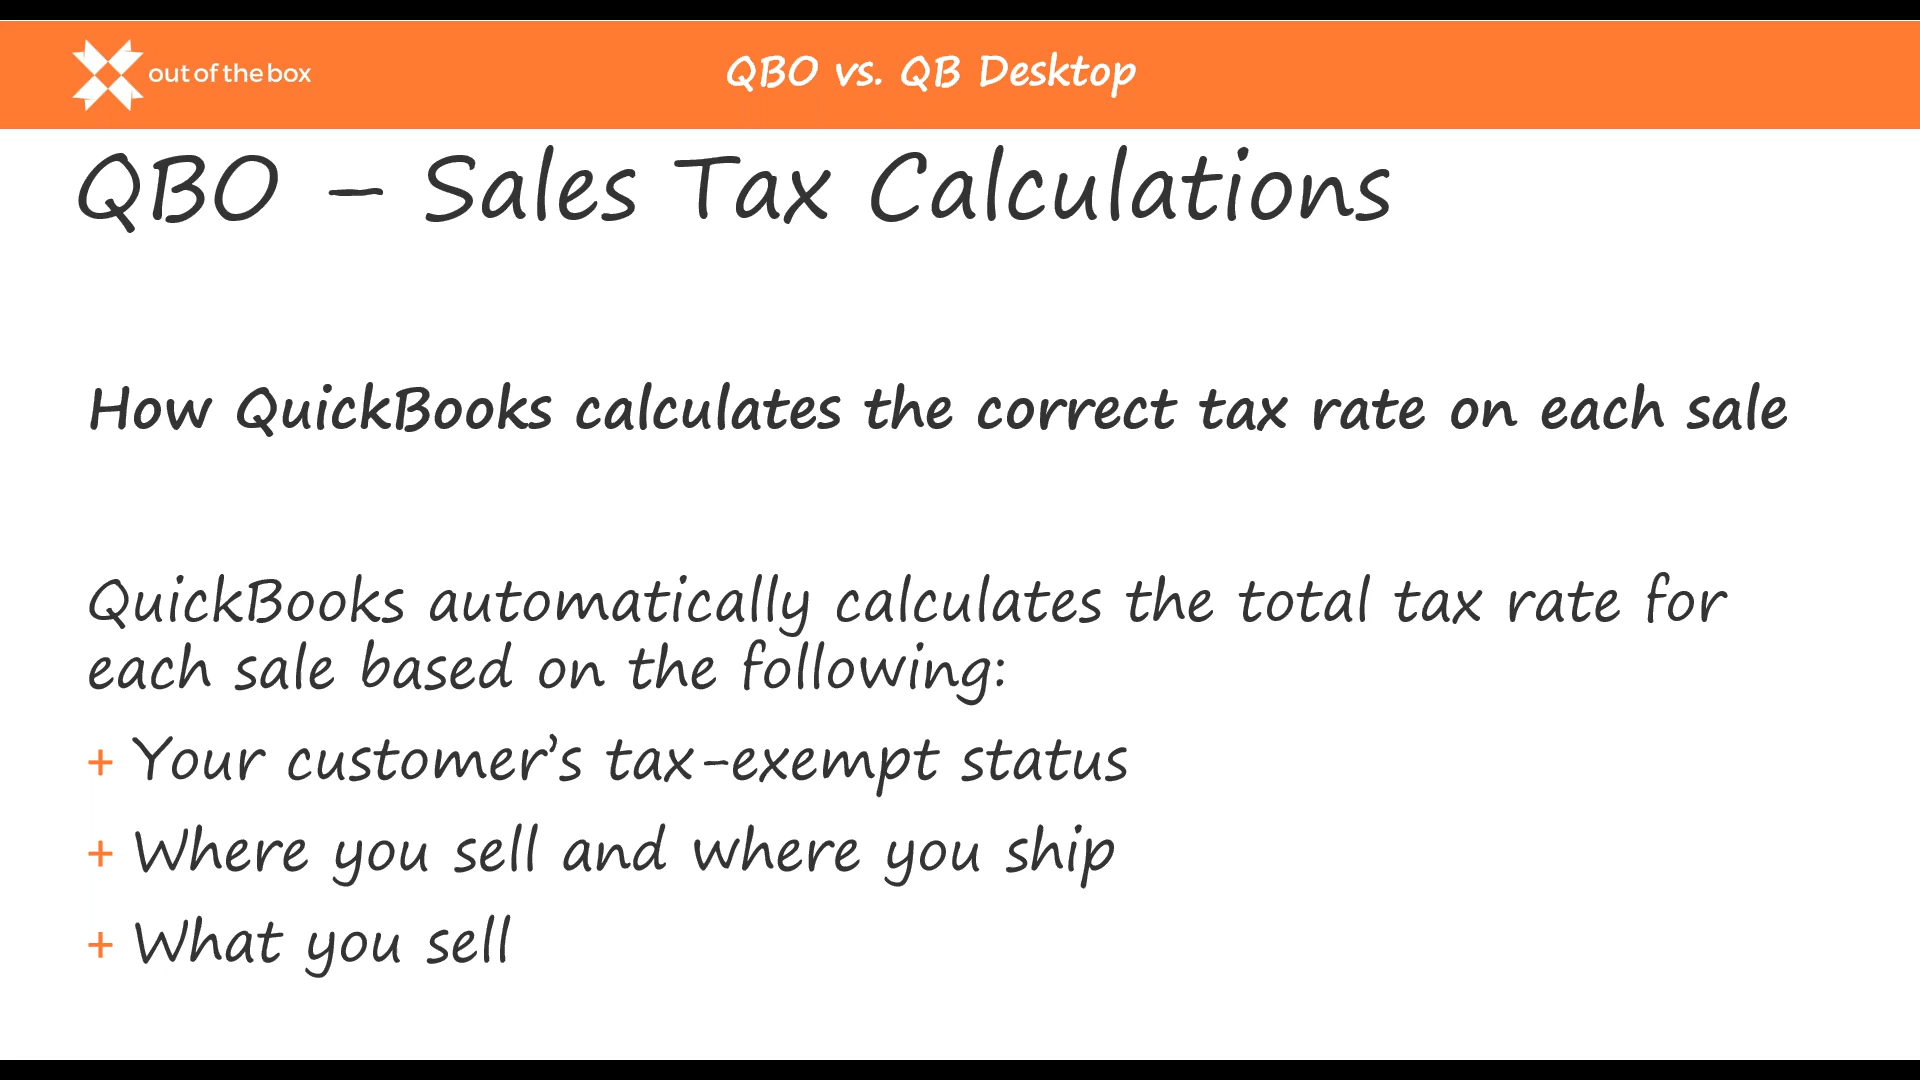 out of the box
QBO vs. QB Desktop
QBO – Sales Tax Calculations
How QuickBooks calculates the correct tax rate on each sale
QuickBooks automatically calculates the total tax rate for
each sale based on the following:
+ Your customer’s tax-exempt status
+ Where you sell and where you ship
+ What you sell